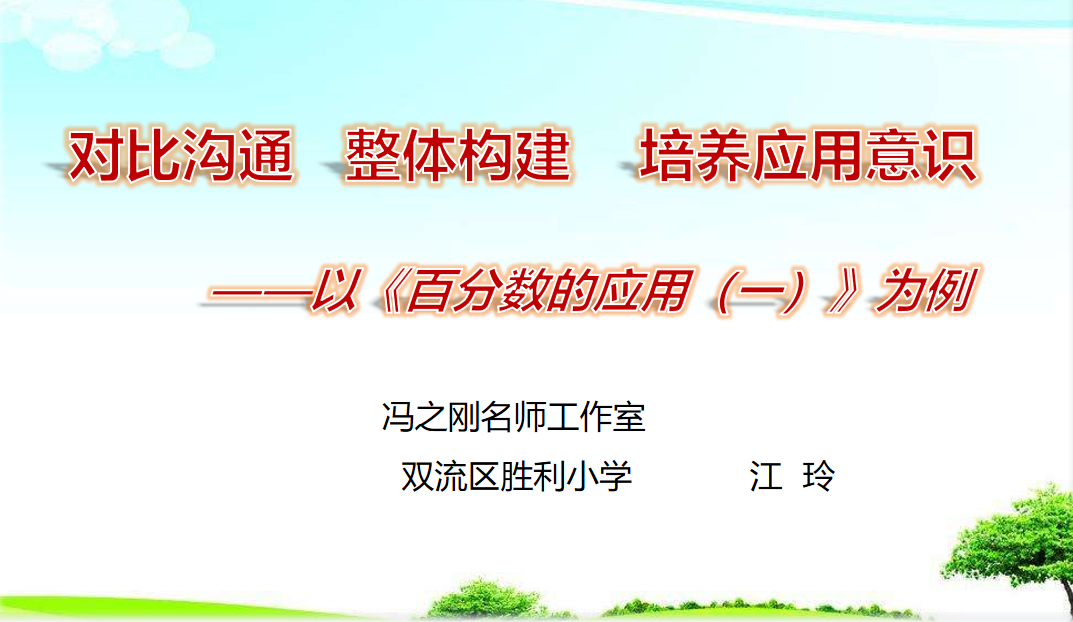 对比沟通 整体构建 培养应用意识
——以《百分数的应用（一）》为例
冯之刚名师工作室
双流区胜利小学 江 玲